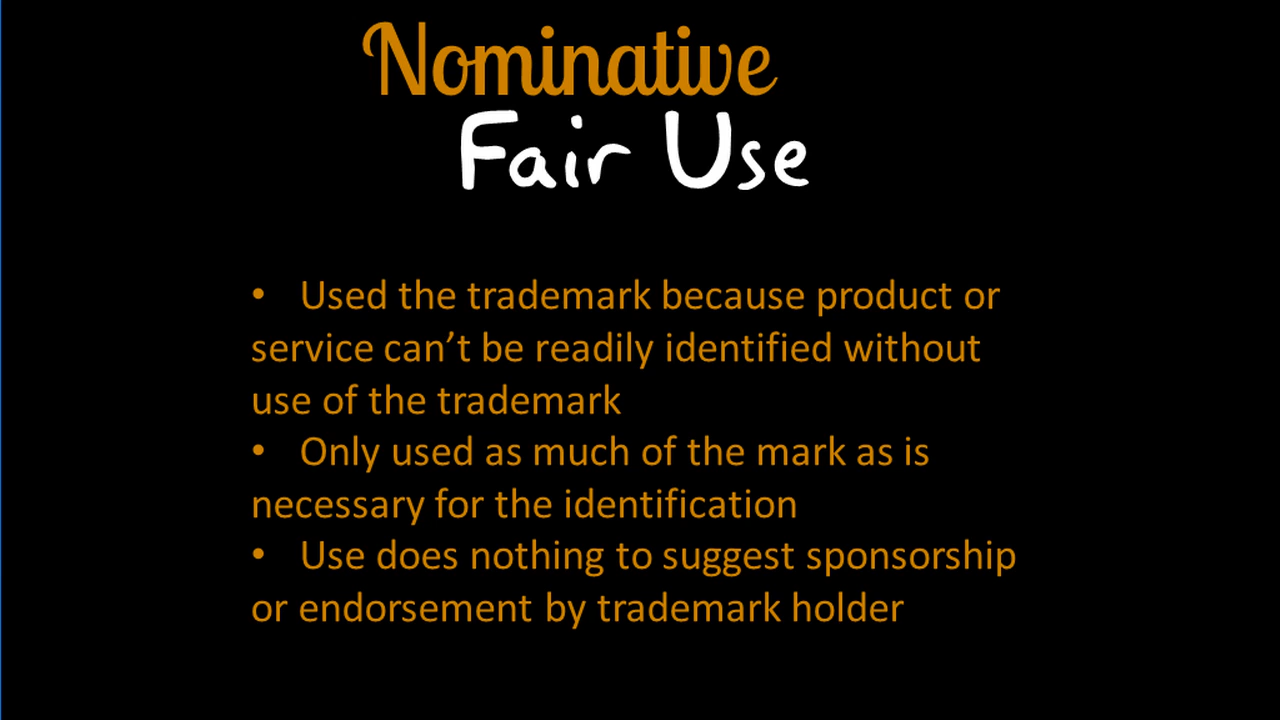 Nominative
Fair Use
• Used the trademark because product or
service can’t be readily identified without
use of the trademark
• Only used as much of the mark as is
necessary for the identification
• Use does nothing to suggest sponsorship
or endorsement by trademark holder